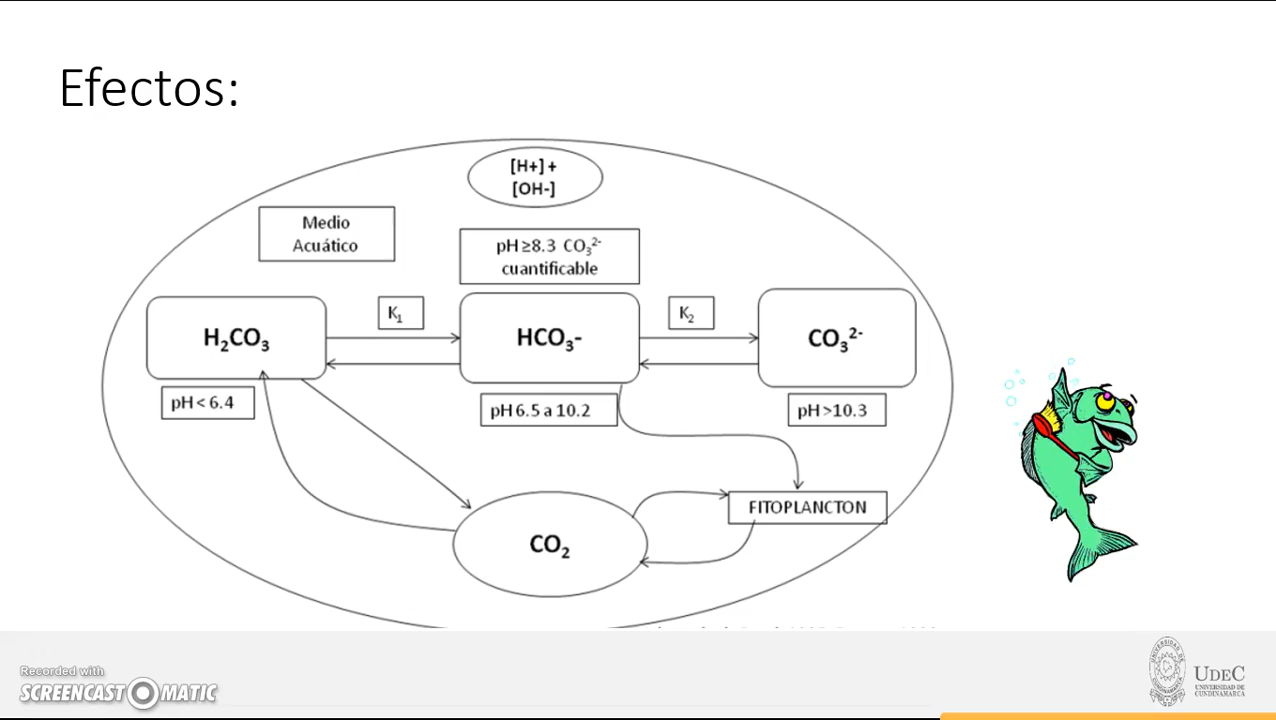 Efectos:
[H+] +
[OH-]
Medio
Acuático
pH ≥8.3 CO₃²⁻
cuantificable
K₁
K₂
H₂CO₃
HCO₃-
CO₃²⁻
pH < 6.4
pH 6.5 a 10.2
pH >10.3
FITOPLANCTON
CO₂
Recorded with
SCREENCAST MATIC
UDEC
UNIVERSIDAD DE
CUNDINAMARCA